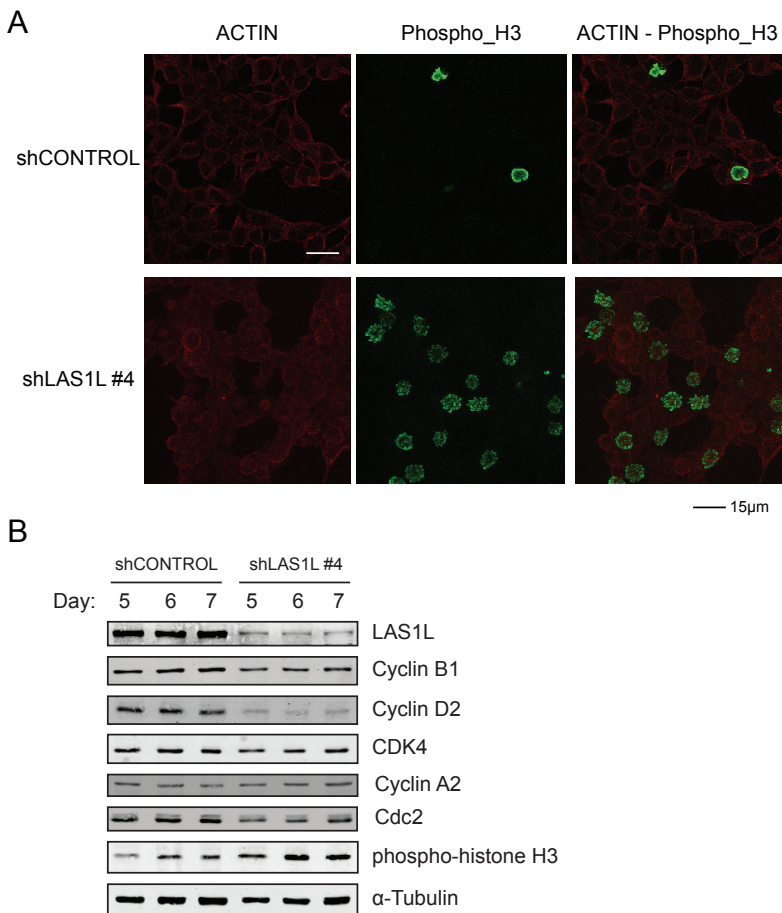 A
ACTIN Phospho_H3 ACTIN - Phospho_H3
shCONTROL
shLAS1L #4
15μm
B
shCONTROL shLAS1L #4
Day: 5 6 7 5 6 7
LAS1L
Cyclin B1
Cyclin D2
CDK4
Cyclin A2
Cdc2
phospho-histone H3
α-Tubulin